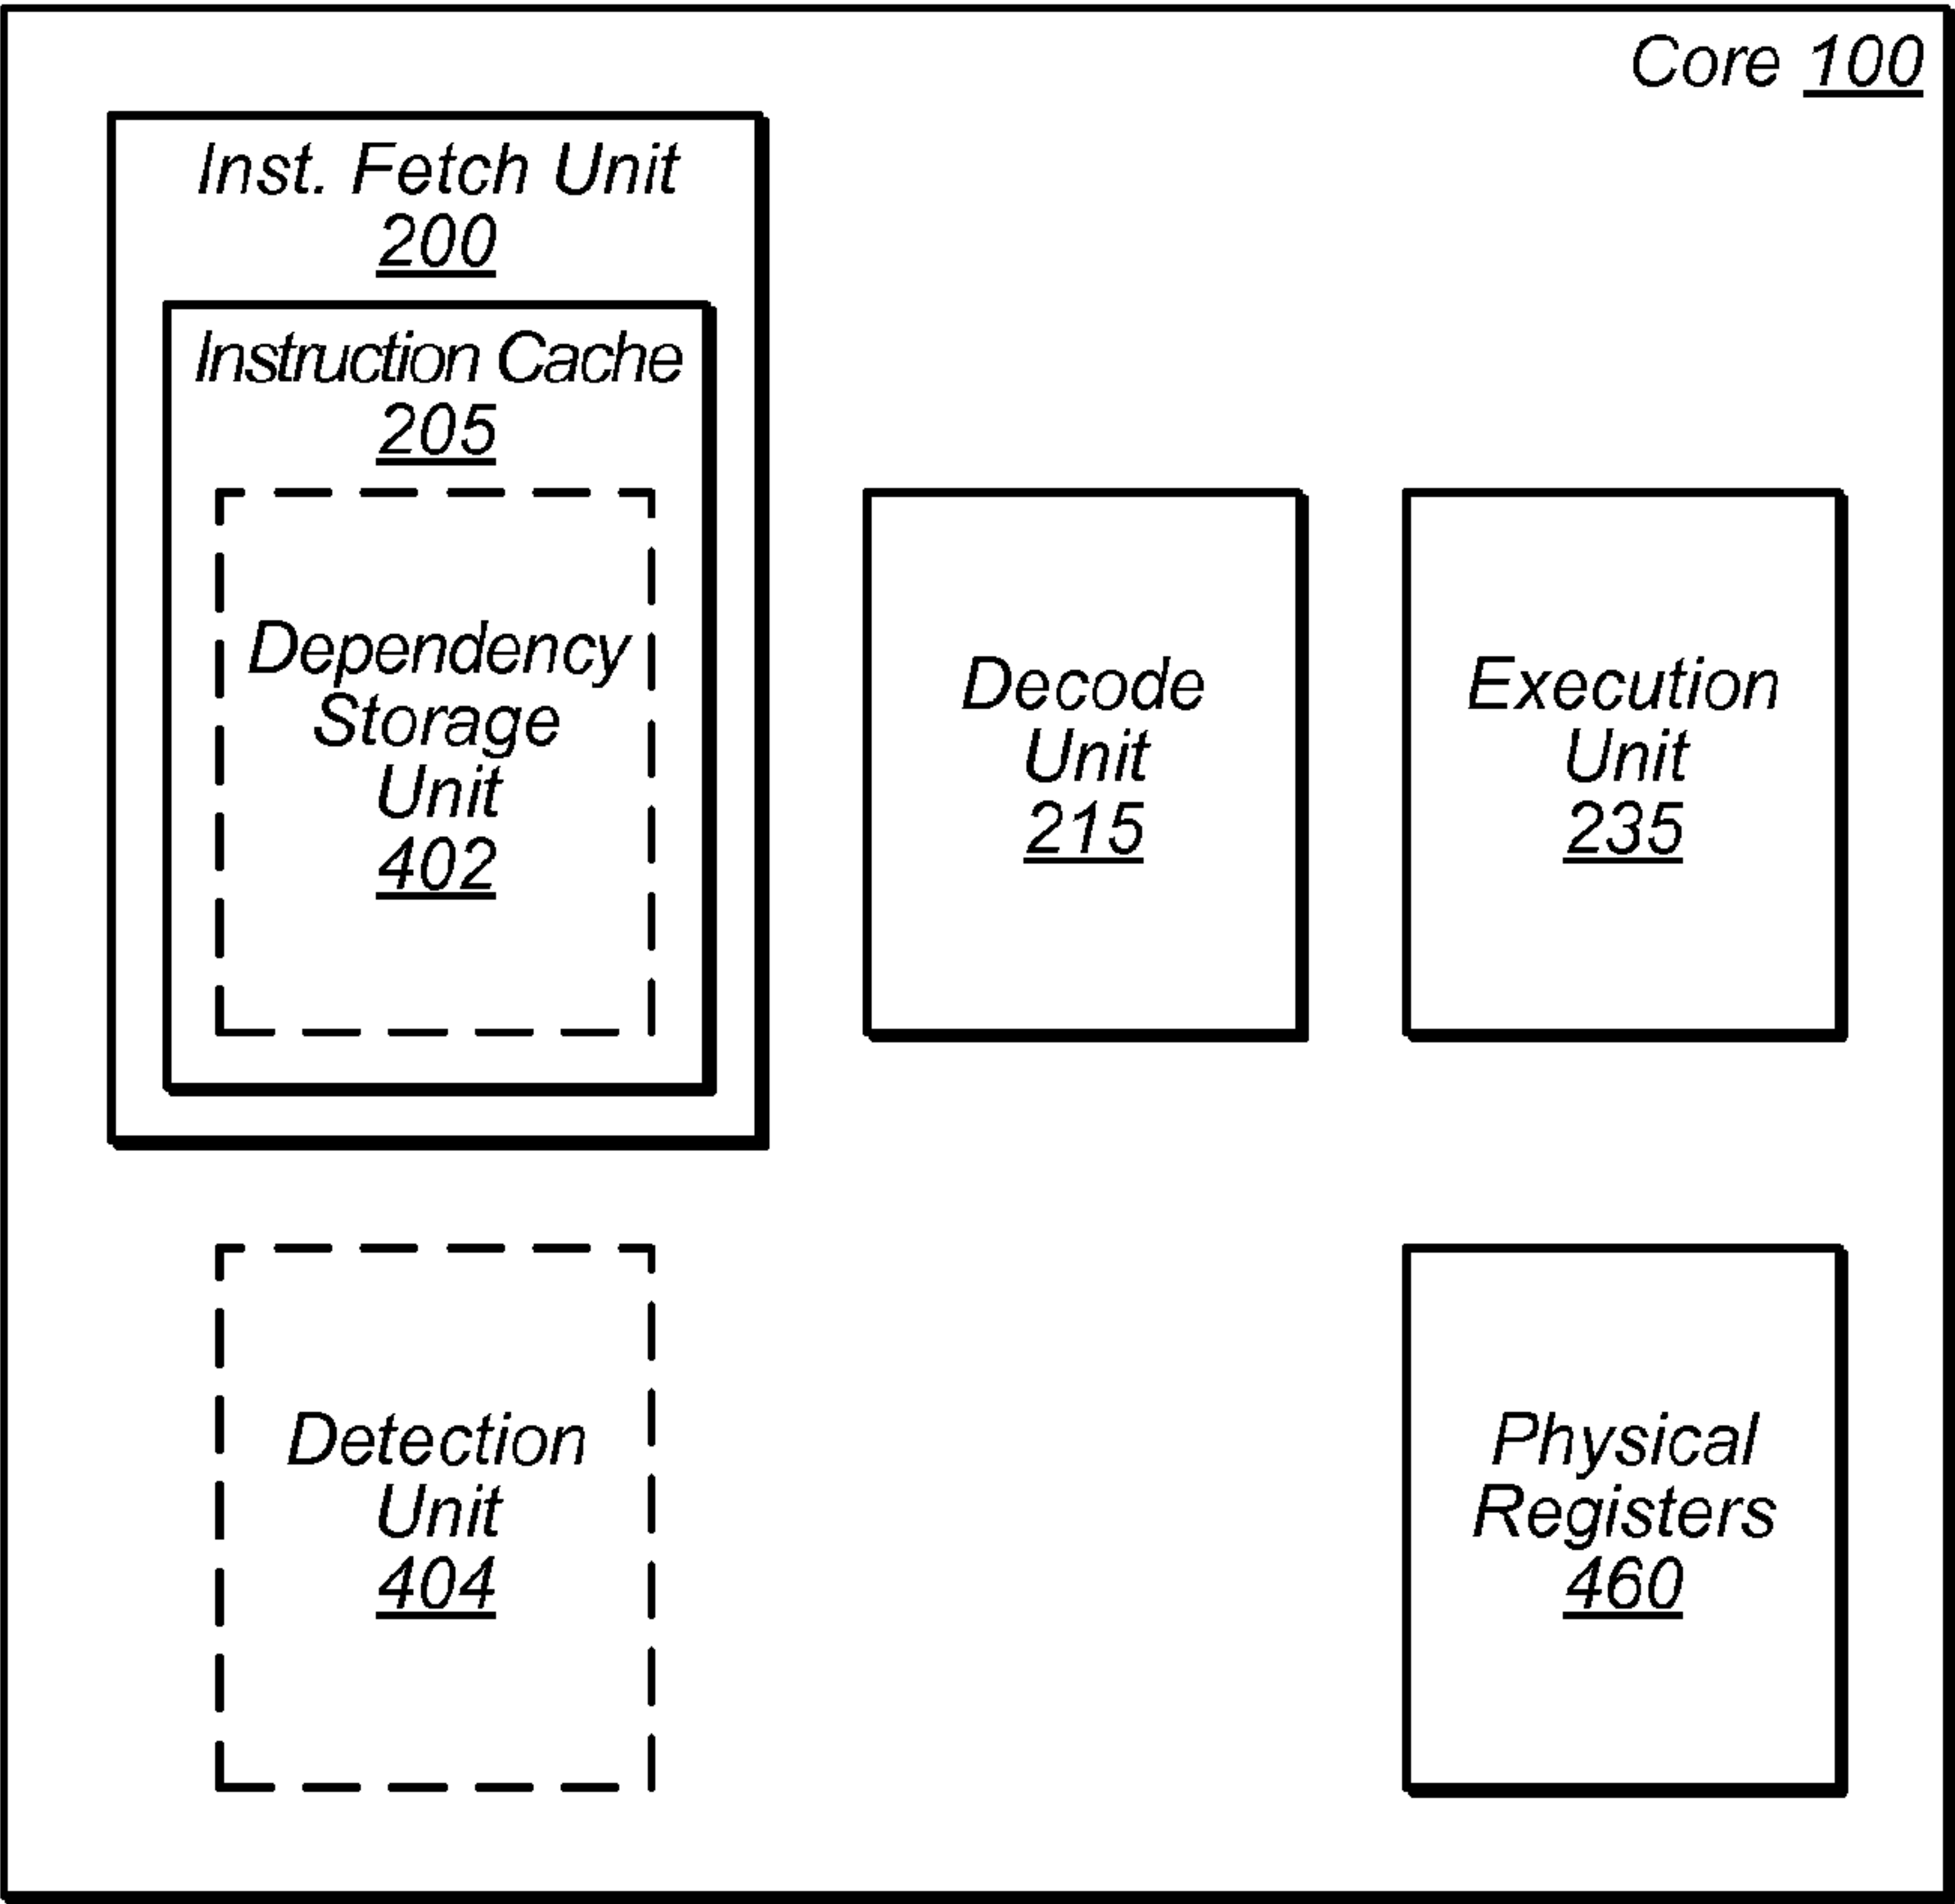 Core 100
Inst. Fetch Unit
200
Instruction Cache
205
Dependency
Storage
Unit
402
Decode
Unit
215
Execution
Unit
235
Detection
Unit
404
Physical
Registers
460